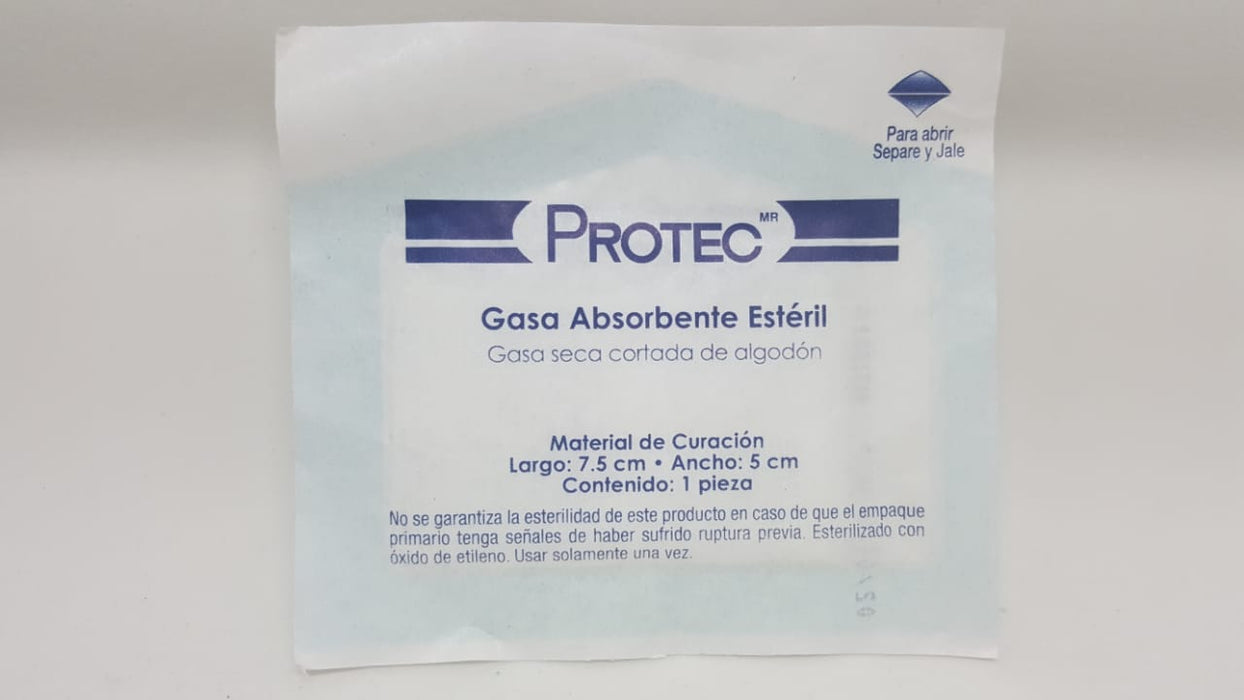 Para abrir
Separe y Jale
PROTEC MR
Gasa Absorbente Estéril
Gasa seca cortada de algodón
Material de Curación
Largo: 7.5 cm • Ancho: 5 cm
Contenido: 1 pieza
No se garantiza la esterilidad de este producto en caso de que el empaque
primario tenga señales de haber sufrido ruptura previa. Esterilizado con
óxido de etileno. Usar solamente una vez.